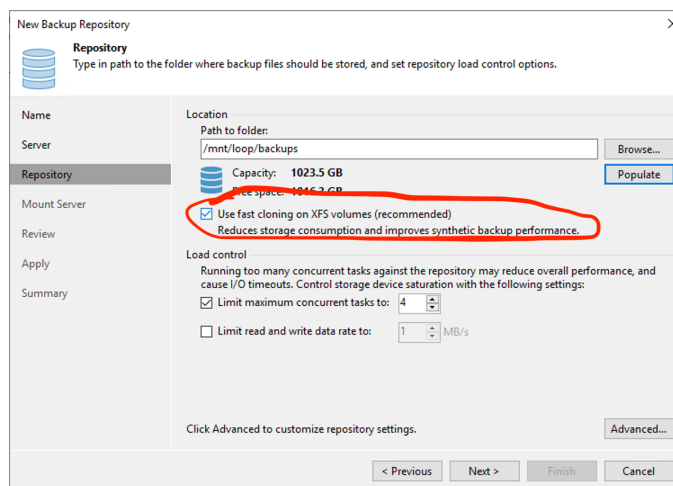 New Backup Repository
Repository
Type in path to the folder where backup files should be stored, and set repository load control options.
Name
Server
Repository
Mount Server
Review
Apply
Summary
Location
Path to folder:
/mnt/loop/backups
Browse...
Capacity: 1023.5 GB
Populate
Free space: 1016.3 GB
Use fast cloning on XFS volumes (recommended)
Reduces storage consumption and improves synthetic backup performance.
Load control
Running too many concurrent tasks against the repository may reduce overall performance, and
cause I/O timeouts. Control storage device saturation with the following settings:
Limit maximum concurrent tasks to: 4
Limit read and write data rate to: 1 MB/s
Click Advanced to customize repository settings.
Advanced...
< Previous
Next >
Finish
Cancel